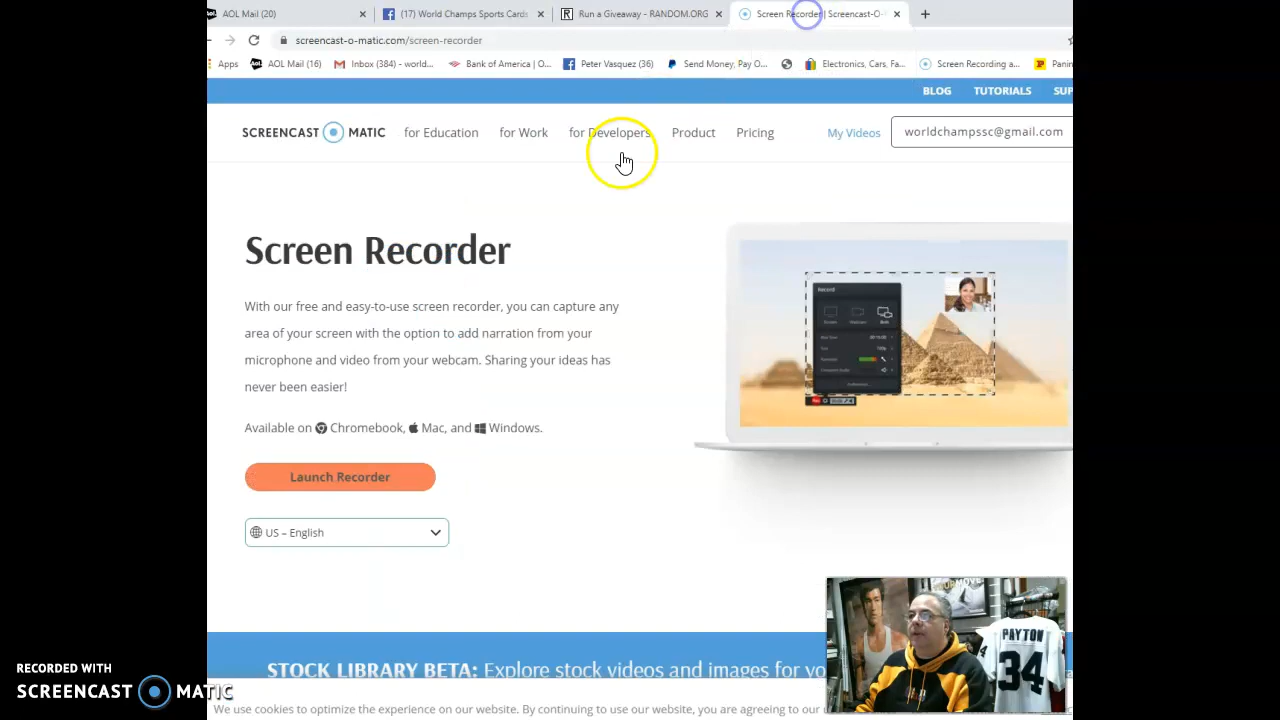 AOL Mail (20)
(17) World Champs Sports Cards
Run a Giveaway - RANDOM.ORG
Screen Recorder | Screencast-O-
screencast-o-matic.com/screen-recorder
Apps
AOL Mail (16)
Inbox (384) - world...
Bank of America | O...
Peter Vasquez (36)
Send Money, Pay O...
Electronics, Cars, Fa...
Screen Recording a...
Panin
BLOG TUTORIALS SUP
SCREENCAST MATIC
for Education
for Work
for Developers
Product
Pricing
My Videos
worldchampssc@gmail.com
Screen Recorder
With our free and easy-to-use screen recorder, you can capture any
area of your screen with the option to add narration from your
microphone and video from your webcam. Sharing your ideas has
never been easier!
Available on Chromebook, Mac, and Windows.
Launch Recorder
US – English
Record
PAYTON
34
STOCK LIBRARY BETA: Explore stock videos and images for yo
We use cookies to optimize the experience on our website. By continuing to use our website, you are agreeing to our
RECORDED WITH
SCREENCAST MATIC